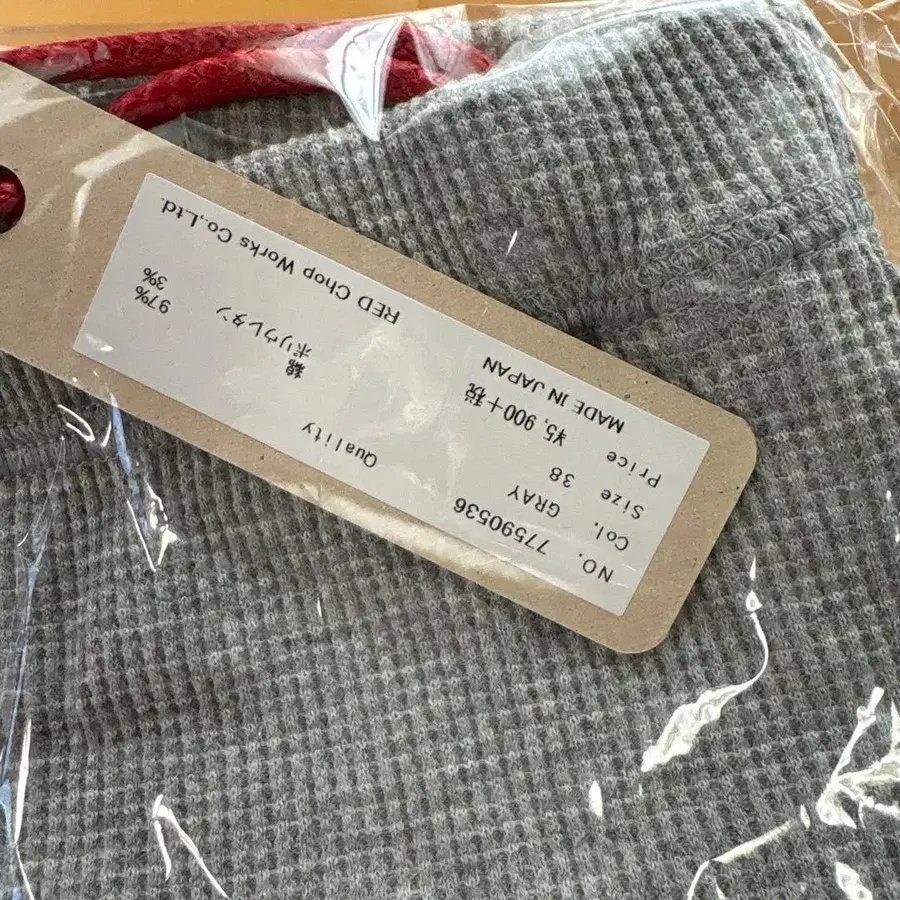 NO. 77590536
Col. GRAY
Size 38
Price ¥5,900+税
MADE IN JAPAN
Quality
綿 97%
ポリウレタン 3%
RED Chop Works Co.,Ltd.